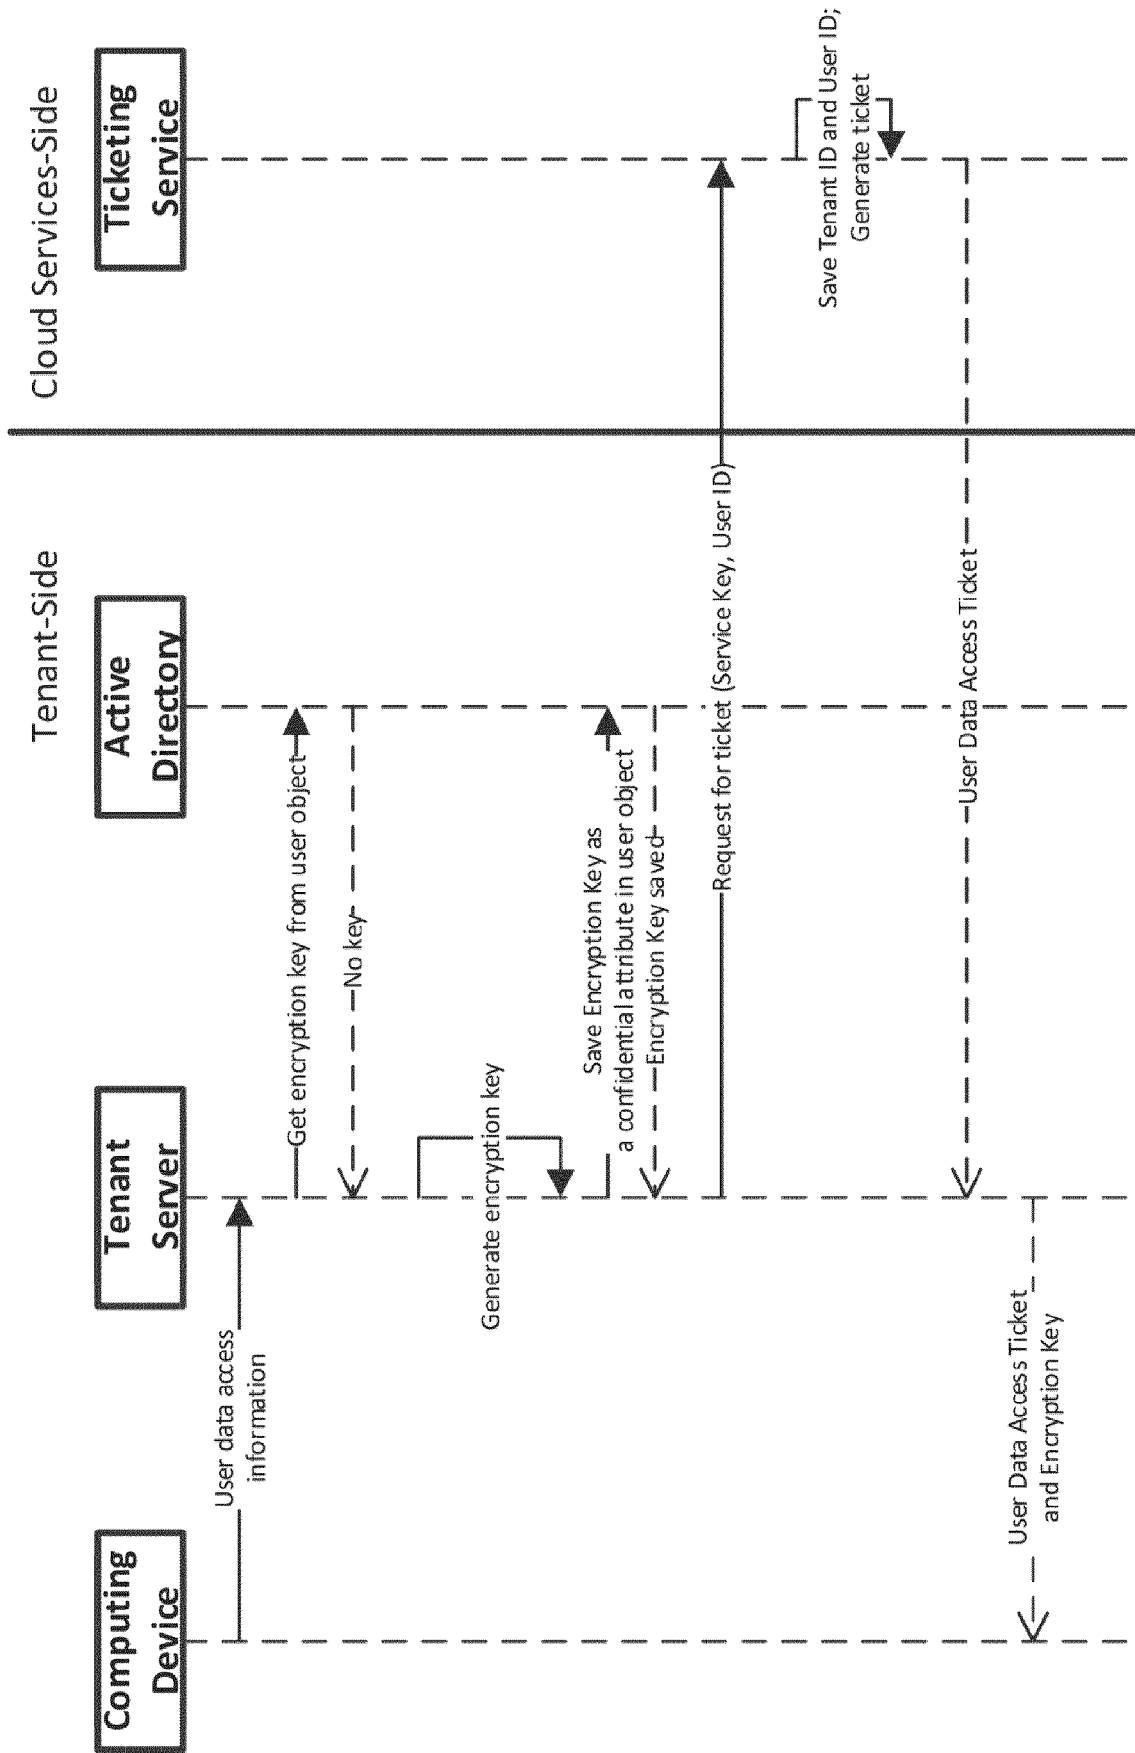 Tenant-Side
Cloud Services-Side
Computing
Device
Tenant
Server
Active
Directory
Ticketing
Service
User data access
information
Get encryption key from user object
No key
Generate encryption key
Save Encryption Key as
a confidential attribute in user object
Encryption Key saved
Request for ticket (Service Key, User ID)
Save Tenant ID and User ID;
Generate ticket
User Data Access Ticket
User Data Access Ticket
and Encryption Key